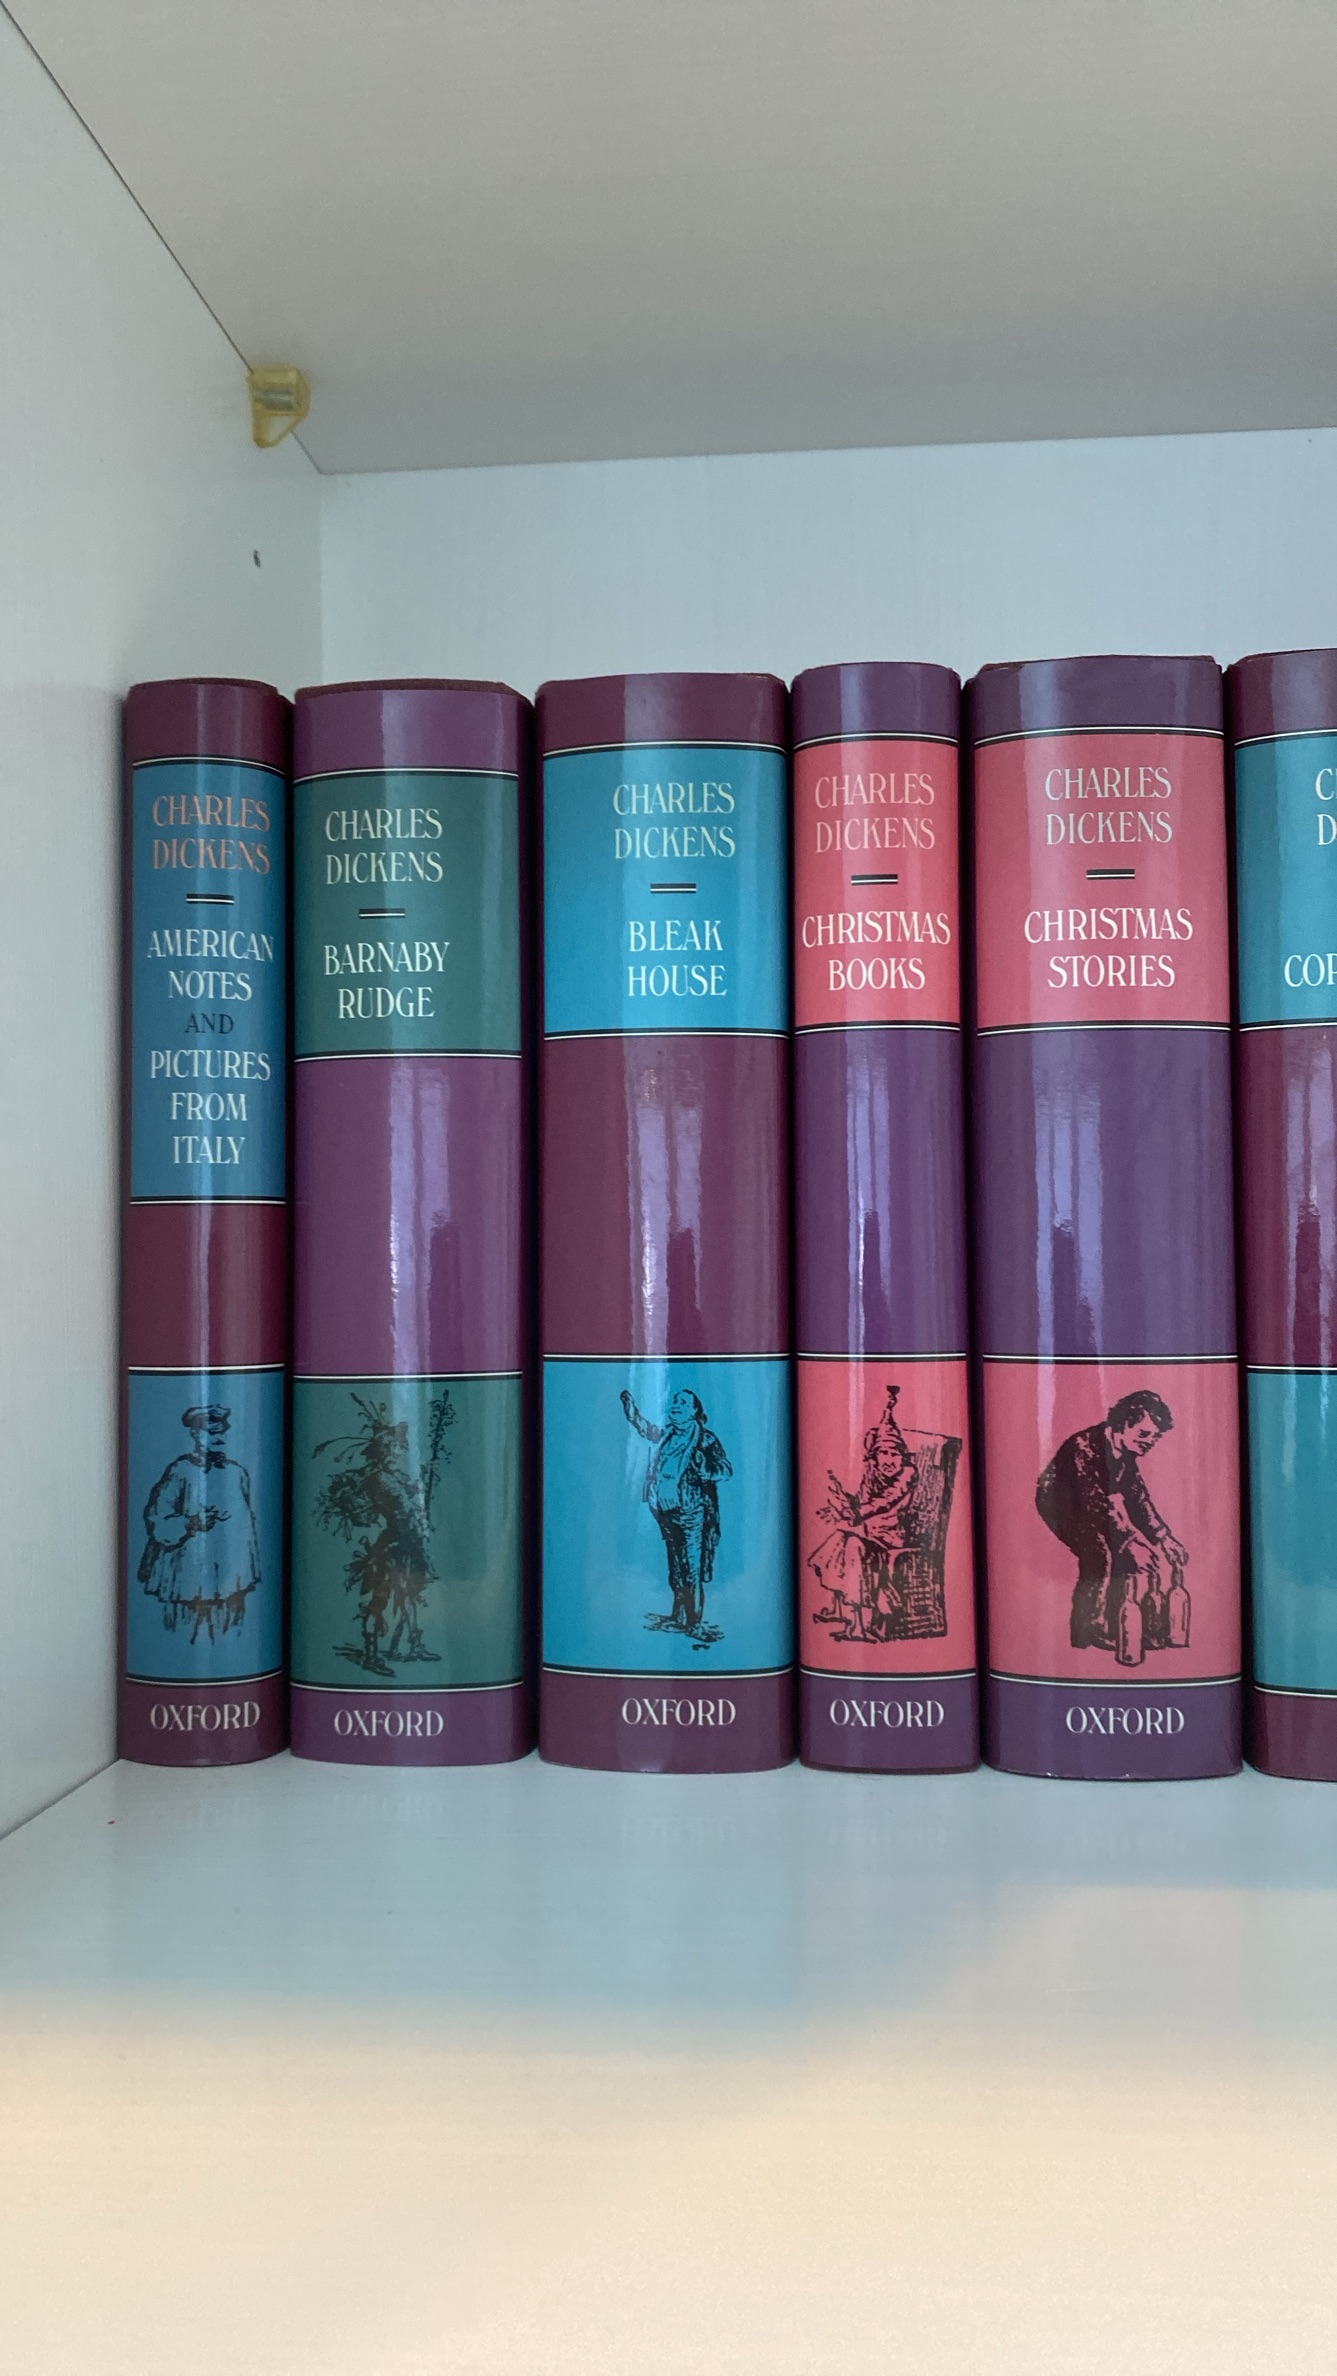 CHARLES
DICKENS
AMERICAN
NOTES
AND
PICTURES
FROM
ITALY
OXFORD
CHARLES
DICKENS
BARNABY
RUDGE
OXFORD
CHARLES
DICKENS
BLEAK
HOUSE
OXFORD
CHARLES
DICKENS
CHRISTMAS
BOOKS
OXFORD
CHARLES
DICKENS
CHRISTMAS
STORIES
OXFORD